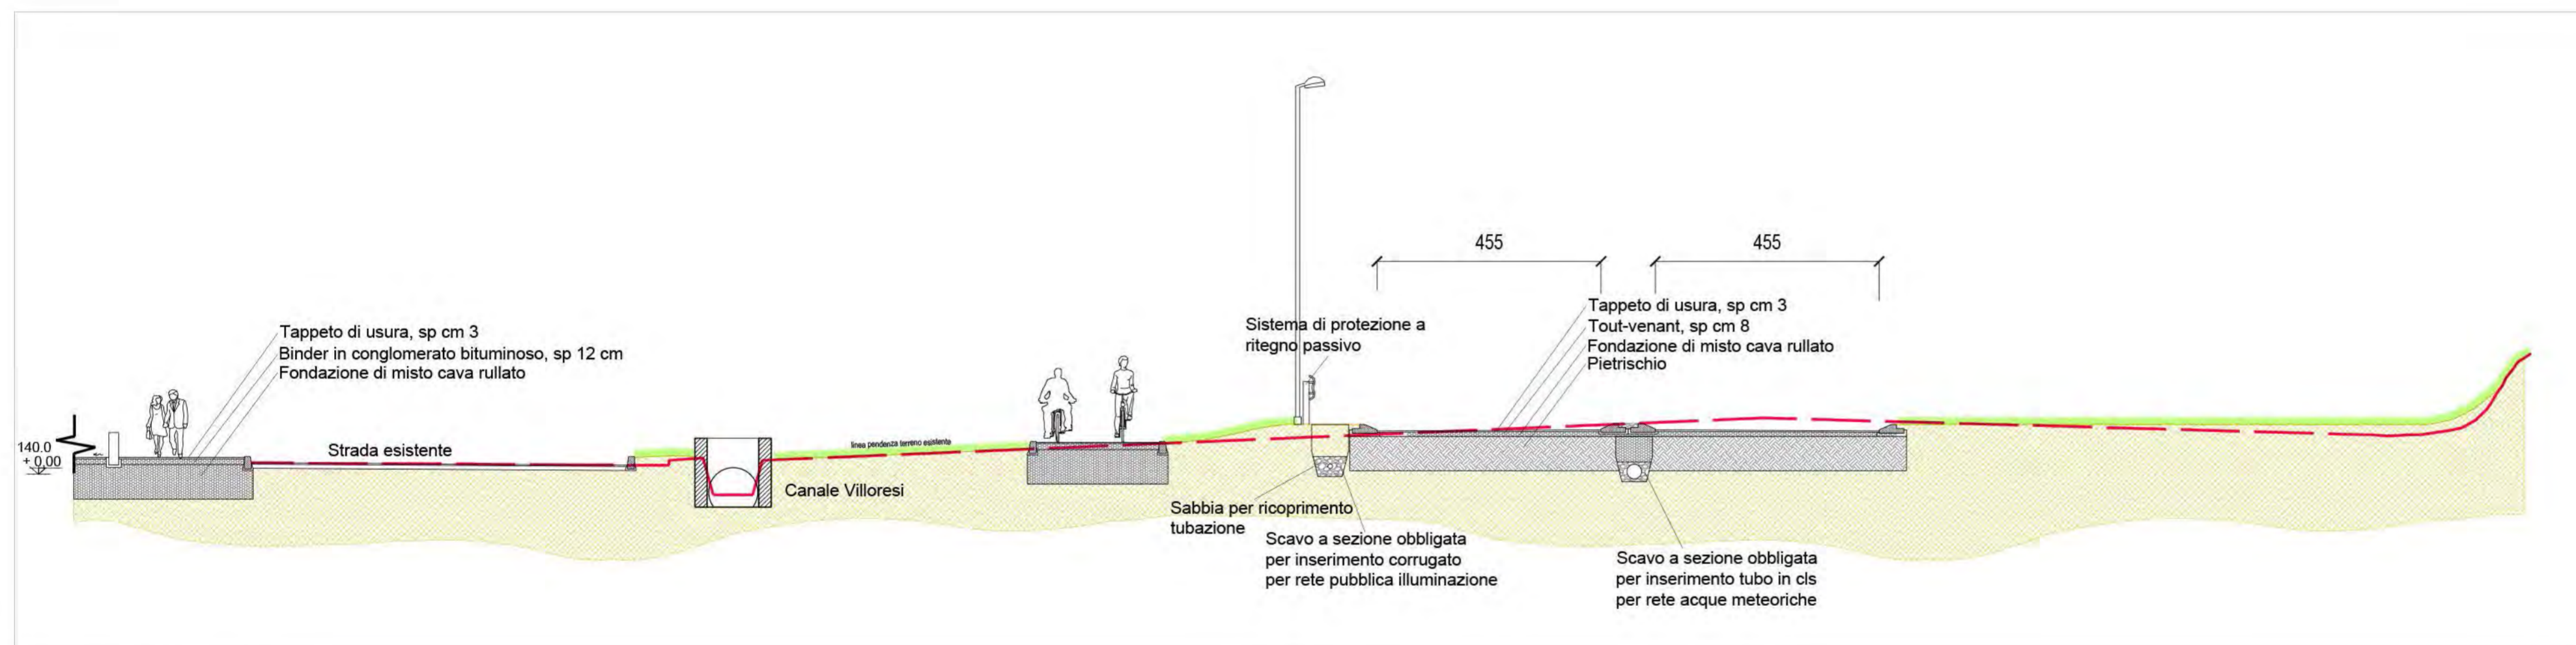 455
455
Tappeto di usura, sp cm 3
Tout-venant, sp cm 8
Fondazione di misto cava rullato
Pietrischio
Sistema di protezione a
ritegno passivo
Tappeto di usura, sp cm 3
Binder in conglomerato bituminoso, sp 12 cm
Fondazione di misto cava rullato
140.0
+ 0.00
Strada esistente
linea pendenza terreno esistente
Canale Villoresi
Sabbia per ricoprimento
tubazione
Scavo a sezione obbligata
per inserimento corrugato
per rete pubblica illuminazione
Scavo a sezione obbligata
per inserimento tubo in cls
per rete acque meteoriche